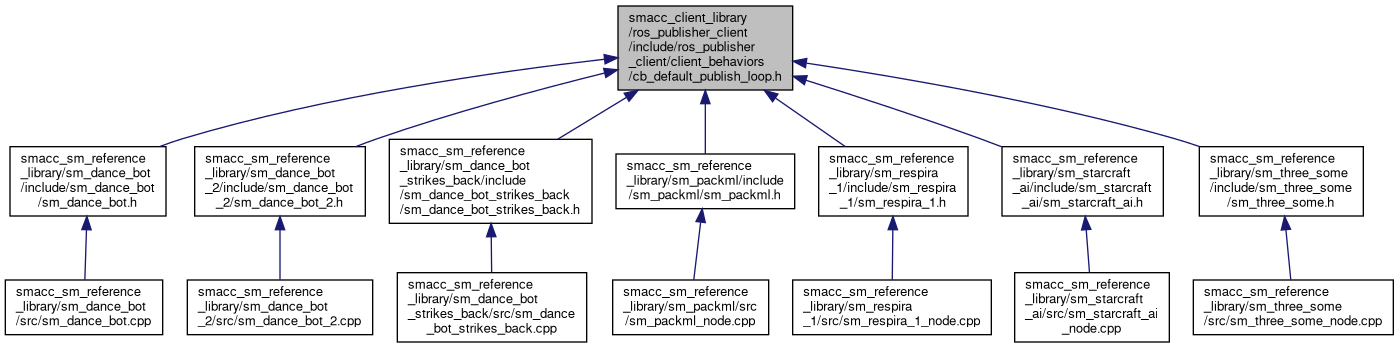 smacc_client_library
/ros_publisher_client
/include/ros_publisher
_client/client_behaviors
/cb_default_publish_loop.h
smacc_sm_reference
_library/sm_dance_bot
/include/sm_dance_bot
/sm_dance_bot.h
smacc_sm_reference
_library/sm_dance_bot
_2/include/sm_dance_bot
_2/sm_dance_bot_2.h
smacc_sm_reference
_library/sm_dance_bot
_strikes_back/include
/sm_dance_bot_strikes_back
/sm_dance_bot_strikes_back.h
smacc_sm_reference
_library/sm_packml/include
/sm_packml/sm_packml.h
smacc_sm_reference
_library/sm_respira
_1/include/sm_respira
_1/sm_respira_1.h
smacc_sm_reference
_library/sm_starcraft
_ai/include/sm_starcraft
_ai/sm_starcraft_ai.h
smacc_sm_reference
_library/sm_three_some
/include/sm_three_some
/sm_three_some.h
smacc_sm_reference
_library/sm_dance_bot
/src/sm_dance_bot.cpp
smacc_sm_reference
_library/sm_dance_bot
_2/src/sm_dance_bot_2.cpp
smacc_sm_reference
_library/sm_dance_bot
_strikes_back/src/sm_dance
_bot_strikes_back.cpp
smacc_sm_reference
_library/sm_packml/src
/sm_packml_node.cpp
smacc_sm_reference
_library/sm_respira
_1/src/sm_respira_1_node.cpp
smacc_sm_reference
_library/sm_starcraft
_ai/src/sm_starcraft_ai
_node.cpp
smacc_sm_reference
_library/sm_three_some
/src/sm_three_some_node.cpp